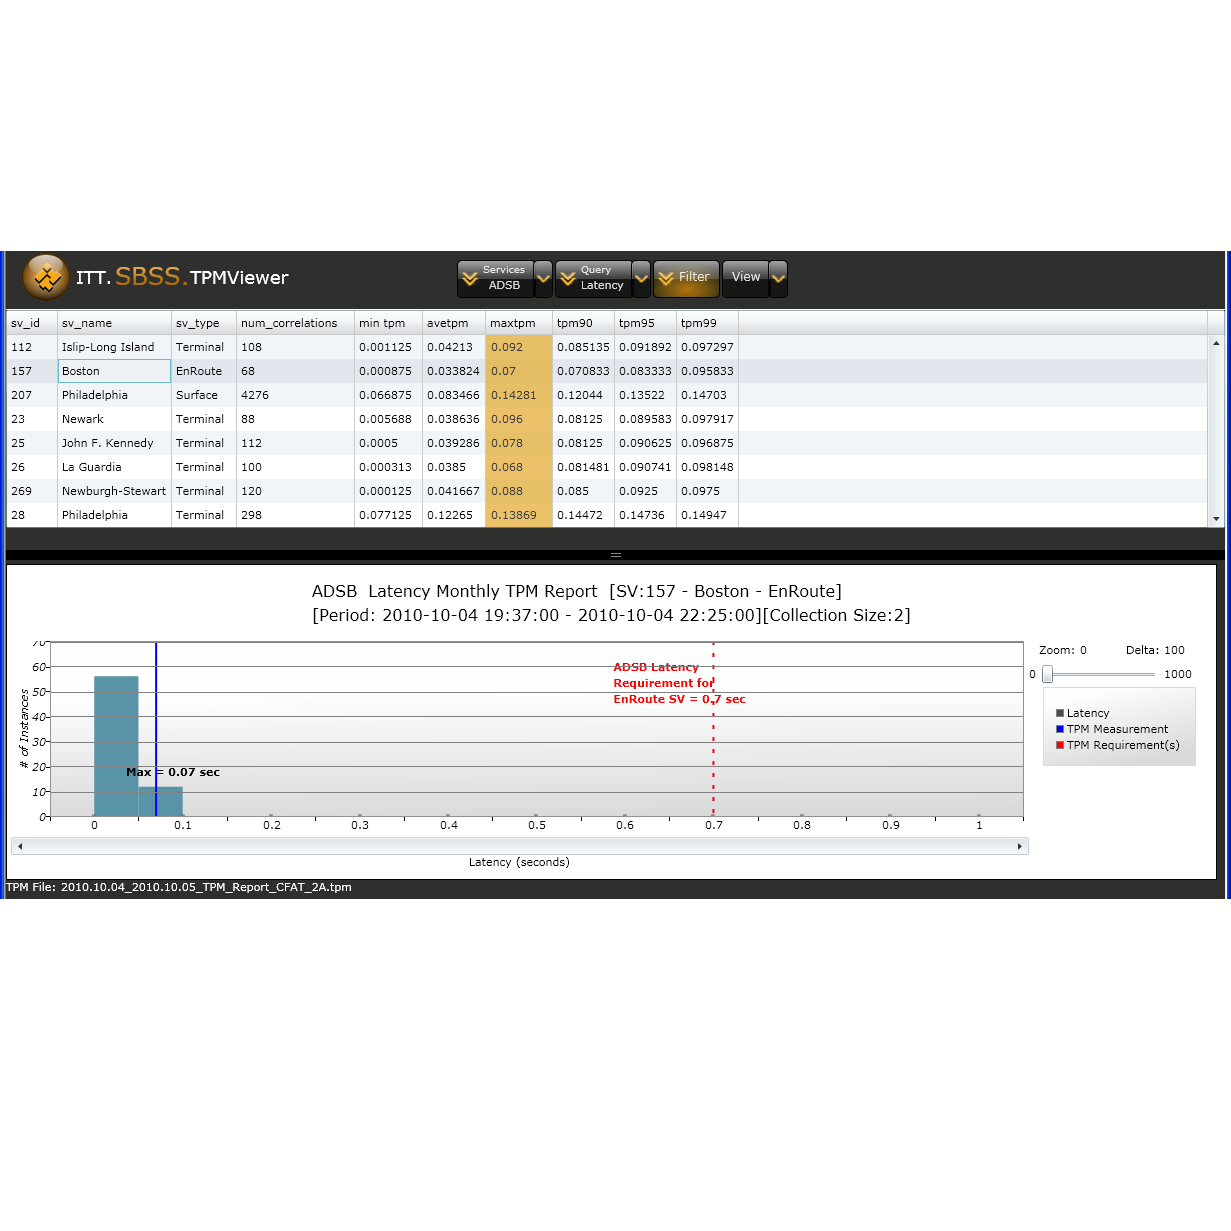 ITT.SBSS.TPMViewer
Services
ADSB
Query
Latency
Filter
View
sv_id sv_name sv_type num_correlations min tpm avetpm maxtpm tpm90 tpm95 tpm99
112 Islip-Long Island Terminal 108 0.001125 0.04213 0.092 0.085135 0.091892 0.097297
157 Boston EnRoute 68 0.000875 0.033824 0.07 0.070833 0.083333 0.095833
207 Philadelphia Surface 4276 0.066875 0.083466 0.14281 0.12044 0.13522 0.14703
23 Newark Terminal 88 0.005688 0.038636 0.096 0.08125 0.089583 0.097917
25 John F. Kennedy Terminal 112 0.0005 0.039286 0.078 0.08125 0.090625 0.096875
26 La Guardia Terminal 100 0.000313 0.0385 0.068 0.081481 0.090741 0.098148
269 Newburgh-Stewart Terminal 120 0.000125 0.041667 0.088 0.085 0.0925 0.0975
28 Philadelphia Terminal 298 0.077125 0.12265 0.13869 0.14472 0.14736 0.14947
ADSB Latency Monthly TPM Report [SV:157 - Boston - EnRoute]
[Period: 2010-10-04 19:37:00 - 2010-10-04 22:25:00][Collection Size:2]
# of Instances
70
60
50
40
30
20
10
0
ADSB Latency
Requirement for
EnRoute SV = 0.7 sec
Max = 0.07 sec
0 0.1 0.2 0.3 0.4 0.5 0.6 0.7 0.8 0.9 1
Latency (seconds)
Zoom: 0 Delta: 100
0 1000
Latency
TPM Measurement
TPM Requirement(s)
TPM File: 2010.10.04_2010.10.05_TPM_Report_CFAT_2A.tpm